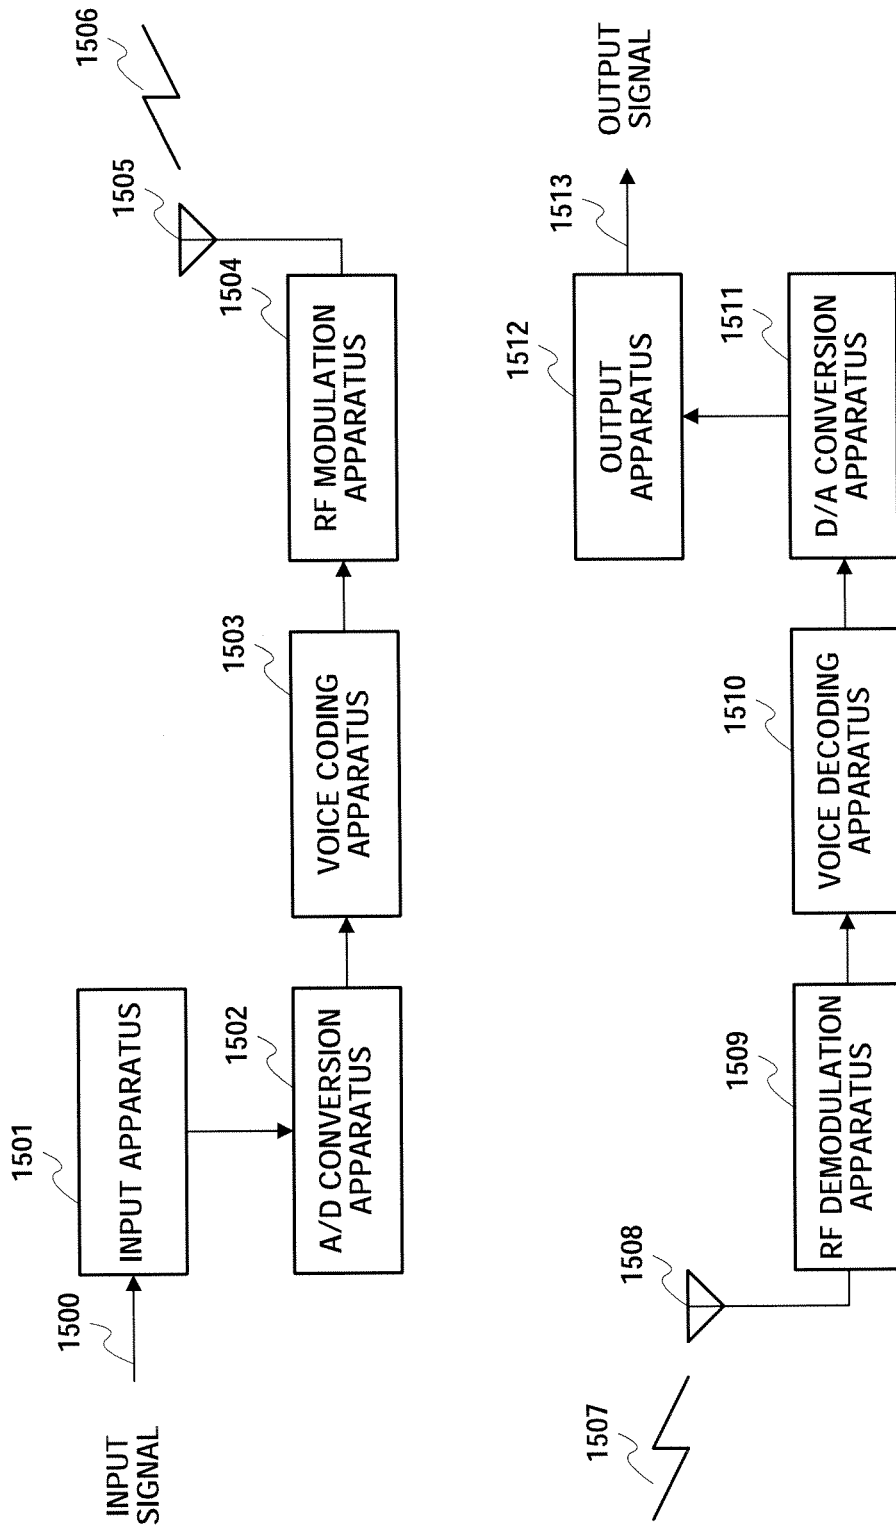 INPUT
SIGNAL
1500
1501
INPUT APPARATUS
1502
A/D CONVERSION
APPARATUS
1503
VOICE CODING
APPARATUS
1504
RF MODULATION
APPARATUS
1505
1506
1507
1508
1509
RF DEMODULATION
APPARATUS
1510
VOICE DECODING
APPARATUS
1511
D/A CONVERSION
APPARATUS
1512
OUTPUT
APPARATUS
1513
OUTPUT
SIGNAL